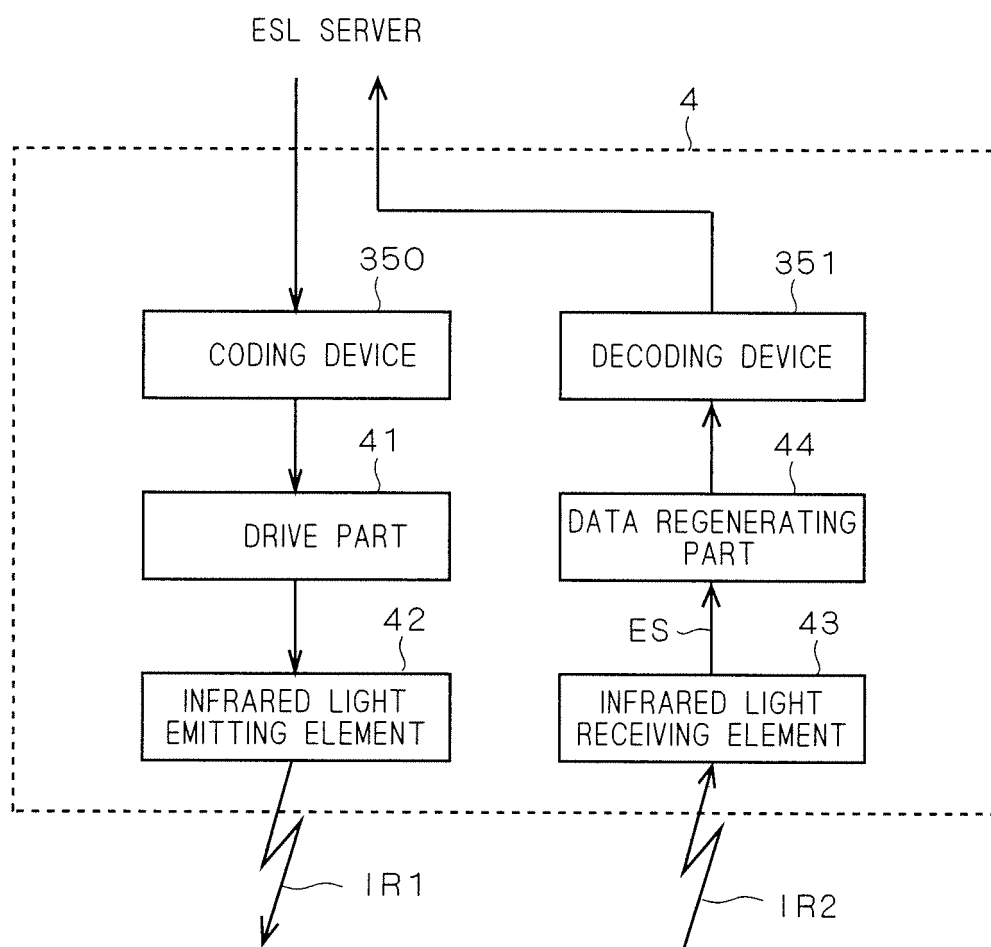 ESL SERVER
4
350
351
CODING DEVICE
DECODING DEVICE
41
44
DRIVE PART
DATA REGENERATING
PART
42
ES
43
INFRARED LIGHT
EMITTING ELEMENT
INFRARED LIGHT
RECEIVING ELEMENT
IR1
IR2